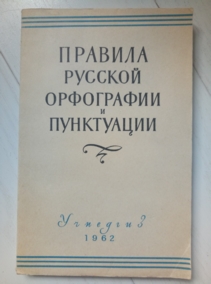 ПРАВИЛА
РУССКОЙ
ОРФОГРАФИИ
и
ПУНКТУАЦИИ
Учпедгиз
1962